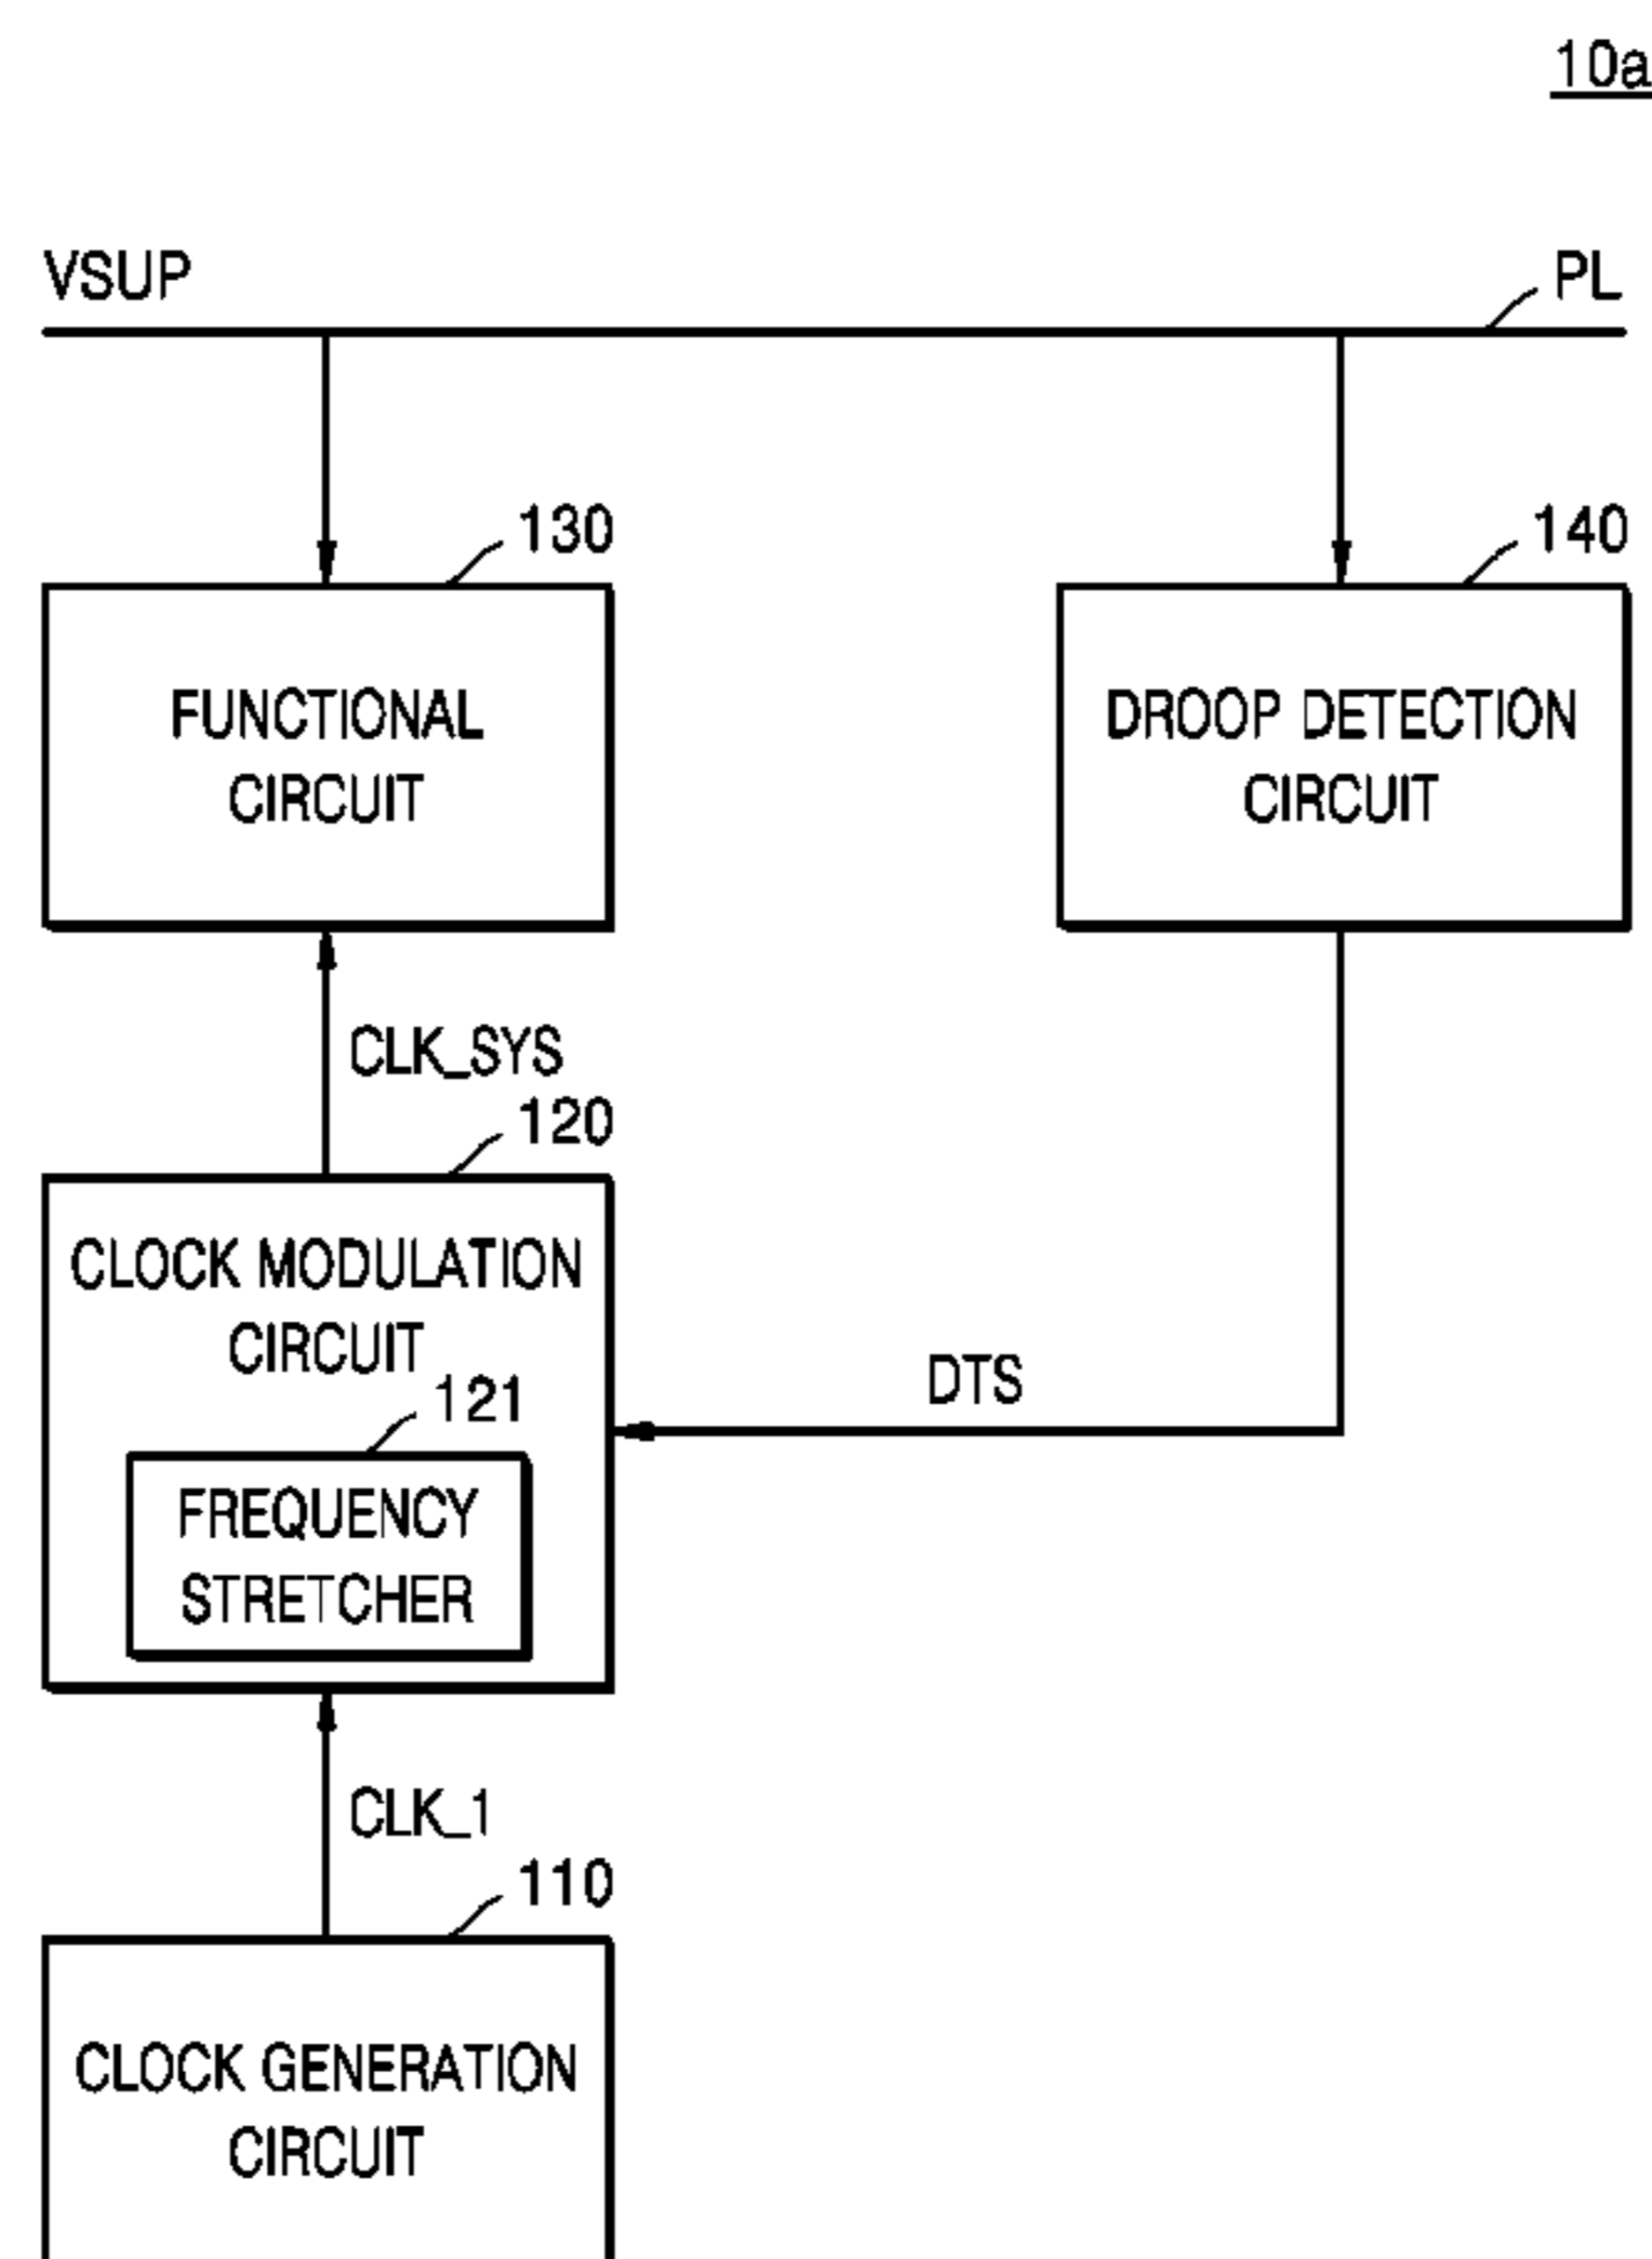 10a
VSUP
PL
130
140
FUNCTIONAL
CIRCUIT
DROOP DETECTION
CIRCUIT
CLK_SYS
120
CLOCK MODULATION
CIRCUIT
DTS
121
FREQUENCY
STRETCHER
CLK_1
110
CLOCK GENERATION
CIRCUIT